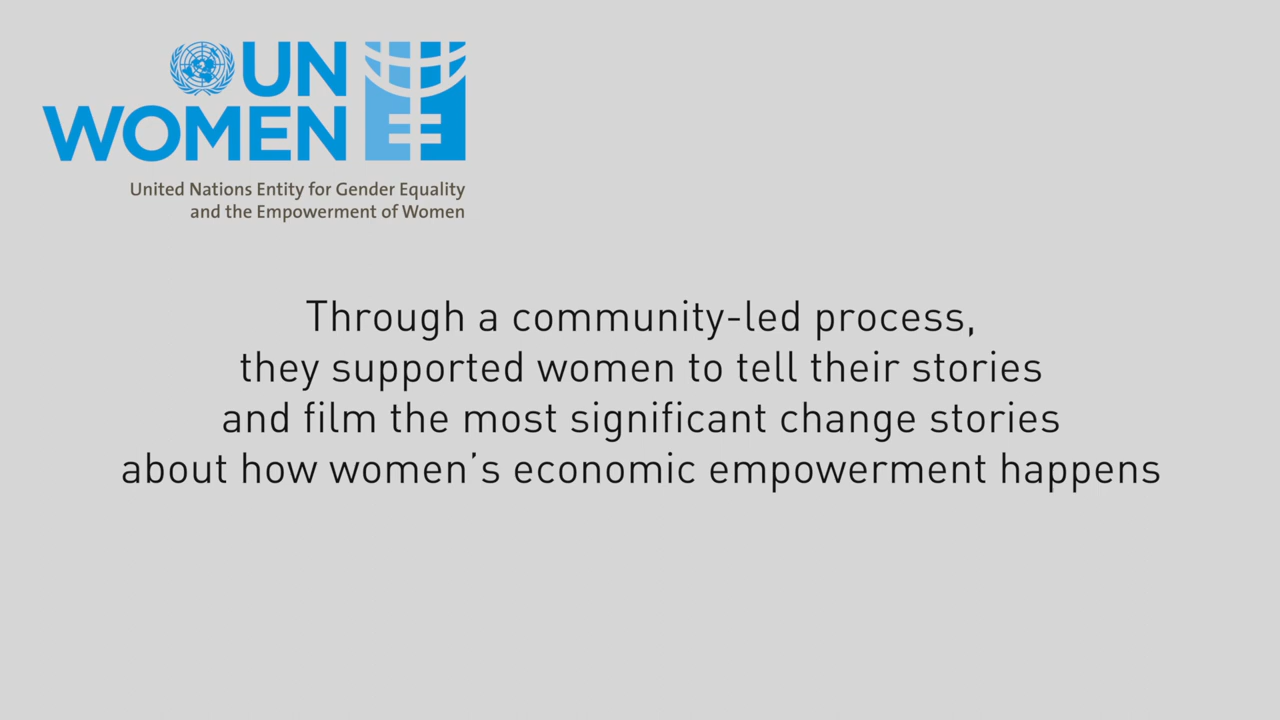 UN
WOMEN
United Nations Entity for Gender Equality
and the Empowerment of Women
Through a community-led process,
they supported women to tell their stories
and film the most significant change stories
about how women’s economic empowerment happens